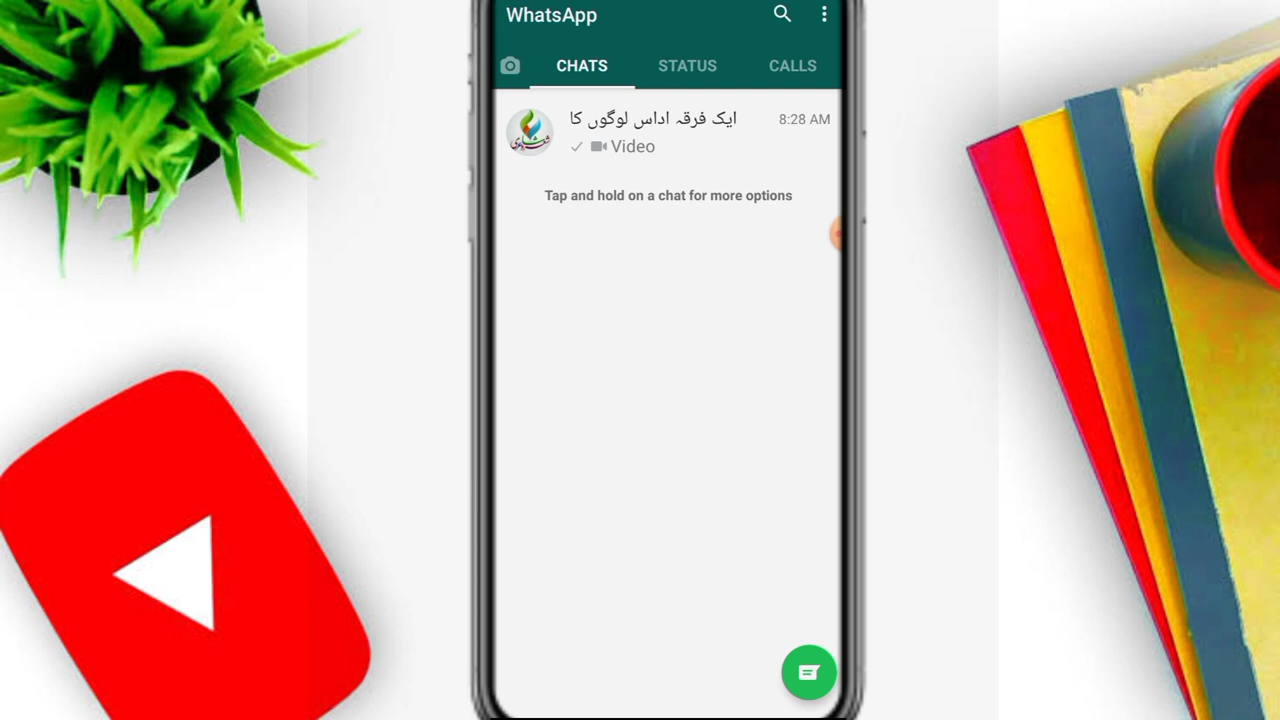 WhatsApp
CHATS
STATUS
CALLS
ایک فرقہ اداس لوگوں کا
8:28 AM
Video
Tap and hold on a chat for more options